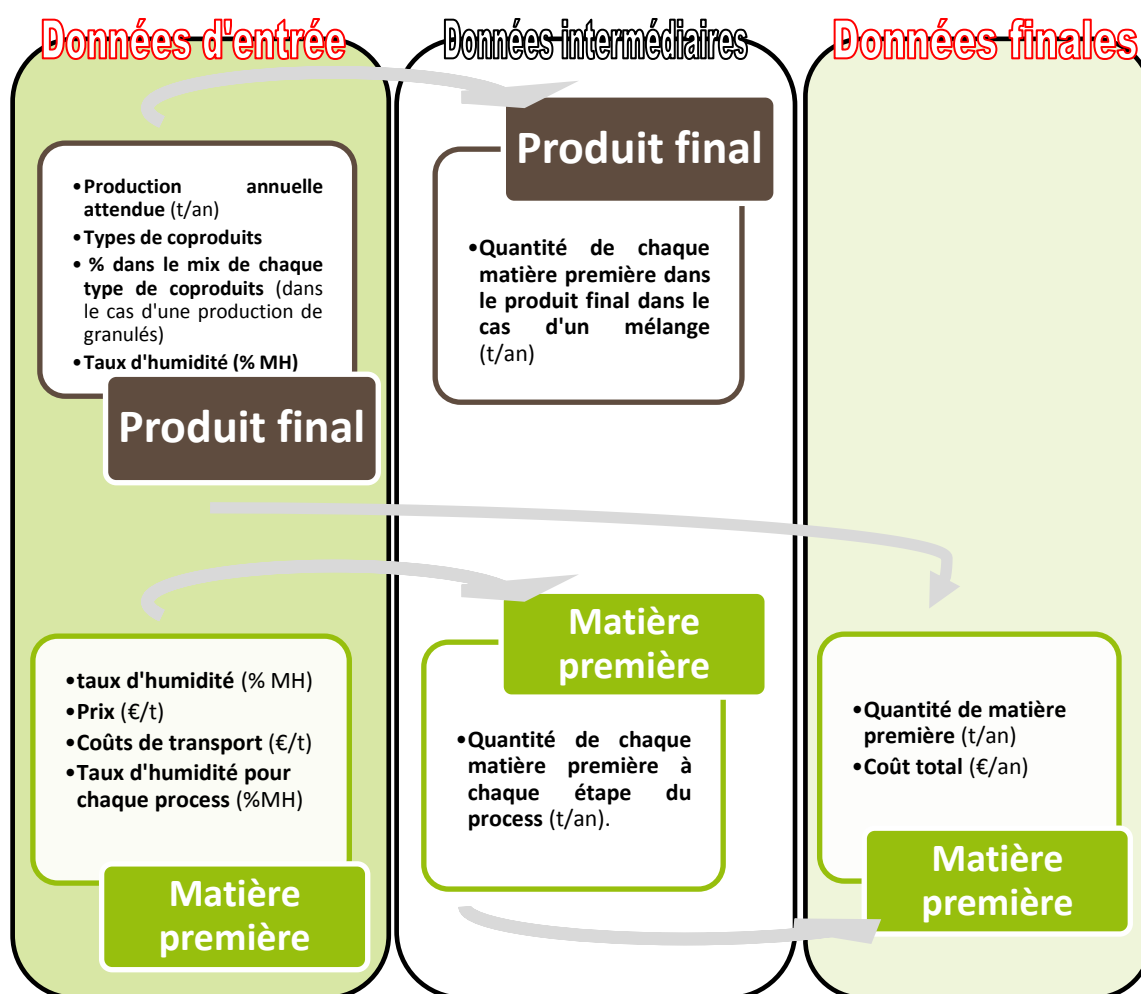 Données d'entrée
Données intermédiaires
Données finales
•Production annuelle
attendue (t/an)
•Types de coproduits
• % dans le mix de chaque
type de coproduits (dans
le cas d'une production de
granulés)
•Taux d'humidité (% MH)
Produit final
Produit final
•Quantité de chaque
matière première dans
le produit final dans le
cas d'un mélange
(t/an)
•taux d'humidité (% MH)
•Prix (€/t)
•Coûts de transport (€/t)
•Taux d'humidité pour
chaque process (%MH)
Matière
première
Matière
première
•Quantité de chaque
matière première à
chaque étape du
process (t/an).
•Quantité de matière
première (t/an)
•Coût total (€/an)
Matière
première